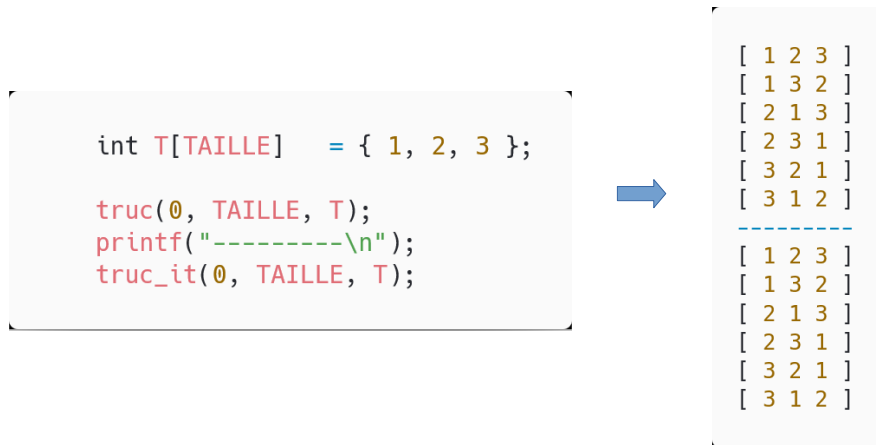 int T[TAILLE]   = { 1, 2, 3 };
truc(0, TAILLE, T);
printf("---------\n");
truc_it(0, TAILLE, T);
[ 1 2 3 ]
[ 1 3 2 ]
[ 2 1 3 ]
[ 2 3 1 ]
[ 3 2 1 ]
[ 3 1 2 ]
---------
[ 1 2 3 ]
[ 1 3 2 ]
[ 2 1 3 ]
[ 2 3 1 ]
[ 3 2 1 ]
[ 3 1 2 ]